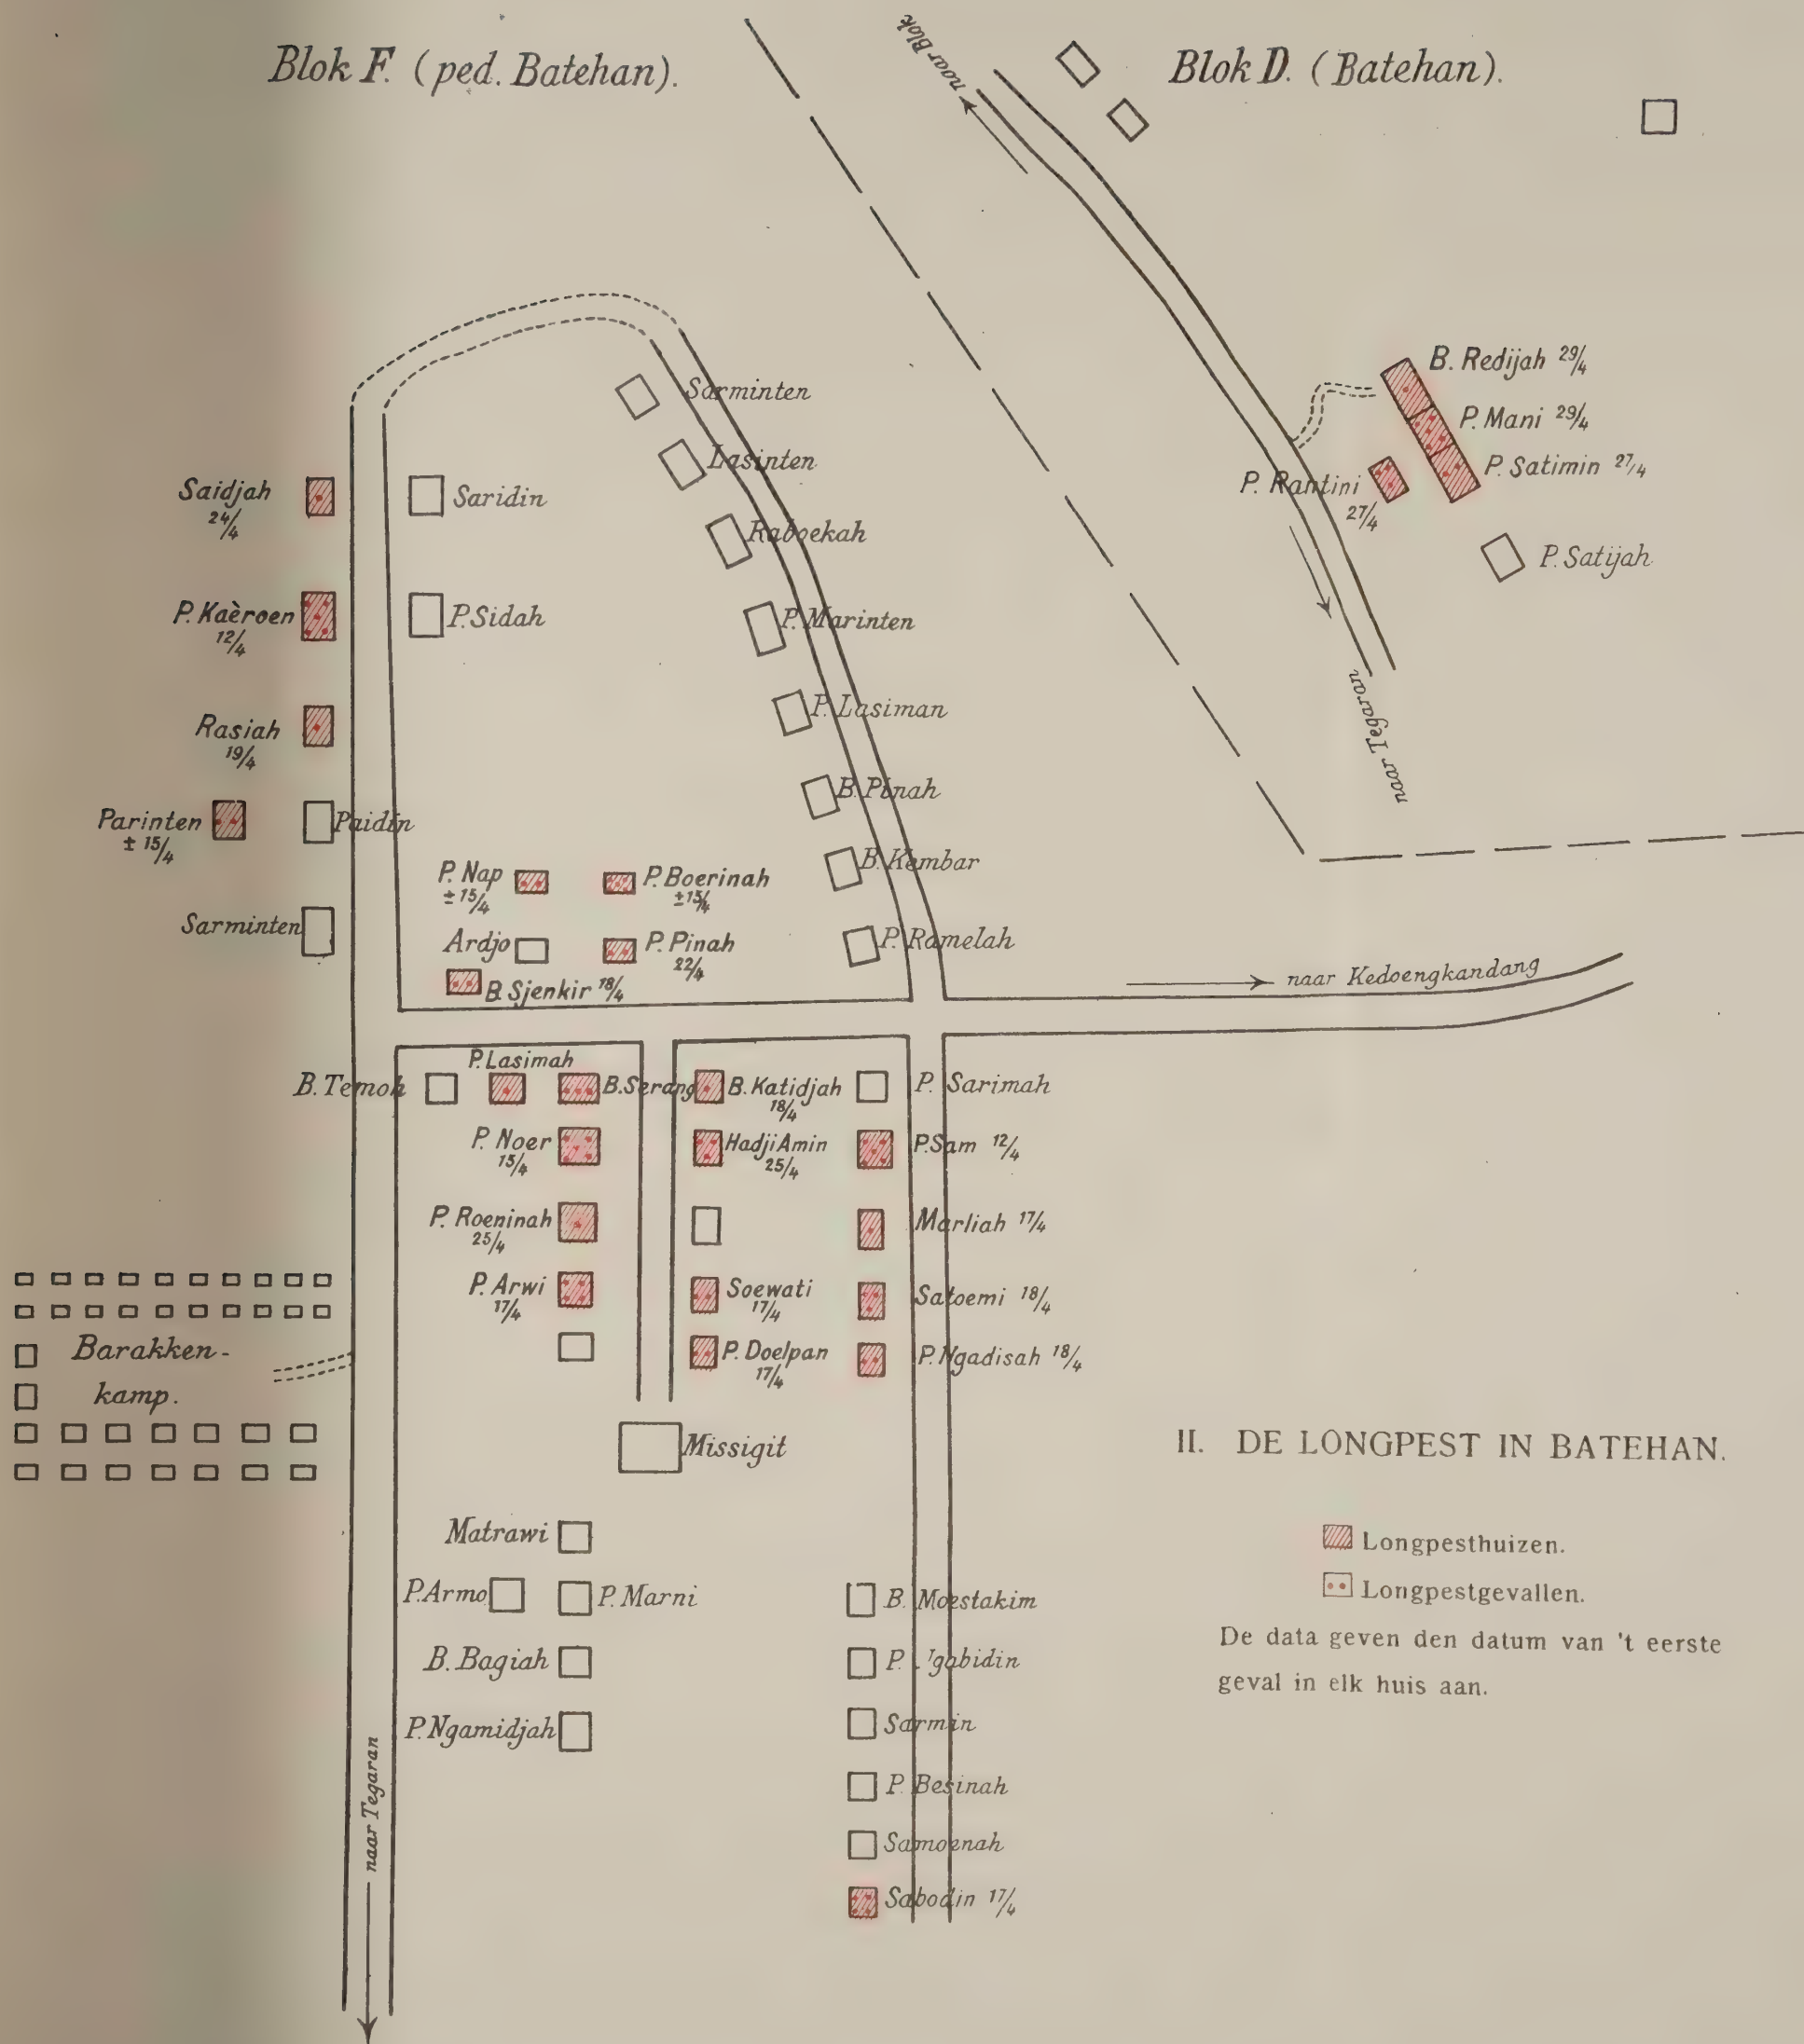 Blok F. (ped. Batehan).
naar Blok
Blok D. (Batehan).
B. Redijah 29/4
P. Mani 29/4
P. Satimin 27/4
P. Rantini
27/4
P. Satijah
naar Tegaran
Sarminten
Lasinten
Raboekah
P. Marinten
P. Lasiman
B. Pinah
B. Kembar
P. Ramelah
Saidjah
24/4
Saridin
P. Kaèroen
12/4
P. Sidah
Rasiah
19/4
Parinten
± 15/4
Paidin
Sarminten
P. Nap
± 15/4
P. Boerinah
± 15/4
Ardjo
P. Pinah
22/4
B. Sjenkir 18/4
naar Kedoengkandang
B. Temoh
P. Lasimah
B. Serang
B. Katidjah
18/4
P. Sarimah
P. Noer
15/4
Hadji Amin
25/4
P. Sam 12/4
P. Roeninah
25/4
Marliah 17/4
P. Arwi
17/4
Soewati
17/4
Satoemi 18/4
P. Doelpan
17/4
P. Ngadisah 18/4
Barakken-
kamp.
Missigit
Matrawi
P. Armo
P. Marni
B. Bagiah
P. Ngamidjah
B. Moestakim
P.
Sarmin
P. Besinah
Samoenah
Sabodin 17/4
naar Tegaran
II. DE LONGPEST IN BATEHAN.
Longpesthuizen.
Longpestgevallen.
De data geven den datum van 't eerste
geval in elk huis aan.